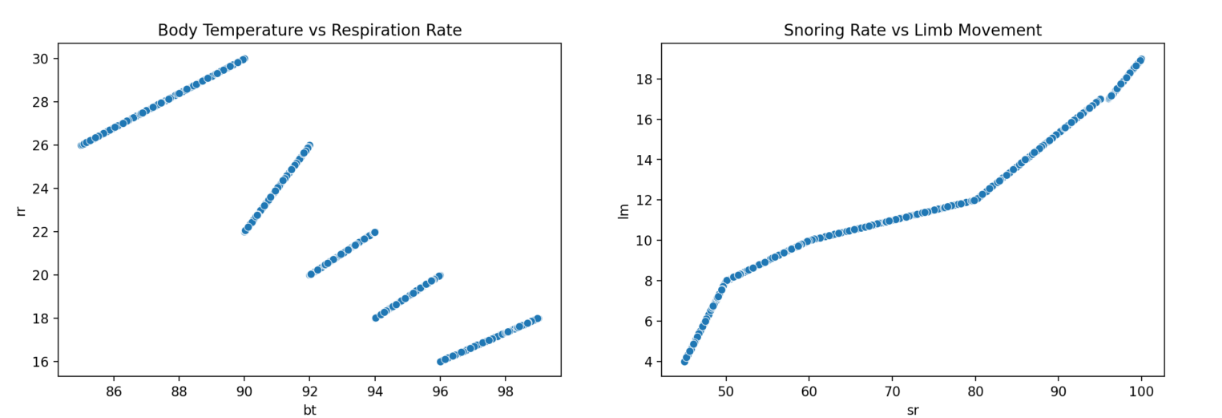 Body Temperature vs Respiration Rate
30
28
26
24
22
20
18
16
rr
86 88 90 92 94 96 98
bt
Snoring Rate vs Limb Movement
18
16
14
12
10
8
6
4
lm
50 60 70 80 90 100
sr